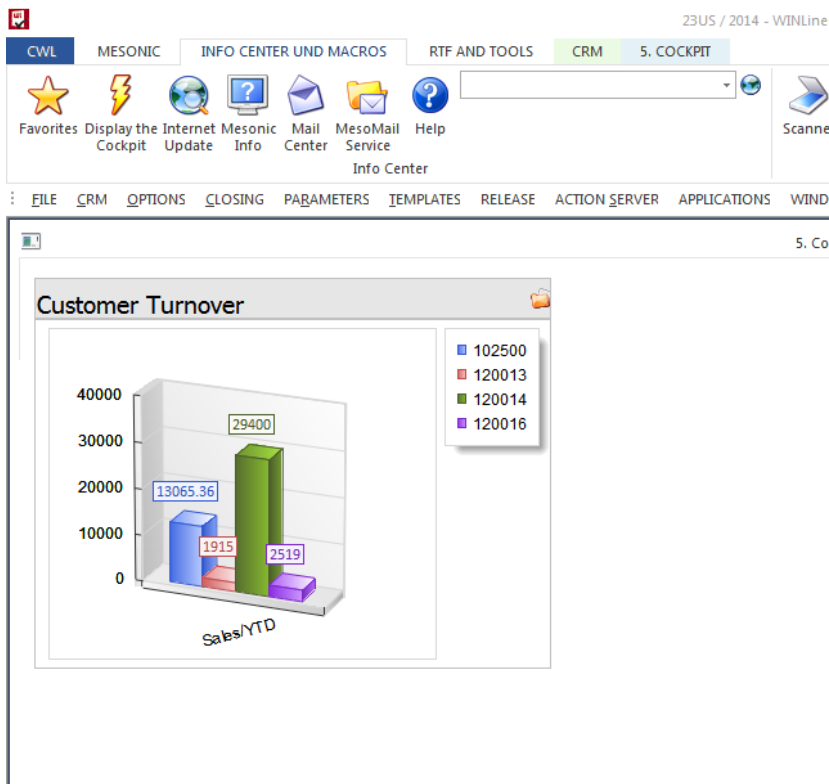 23US / 2014 - WINLine
CWL MESONIC INFO CENTER UND MACROS RTF AND TOOLS CRM 5. COCKPIT
Favorites Display the Cockpit Internet Update Mesonic Info Mail Center MesoMail Service Help Scanne
Info Center
FILE CRM OPTIONS CLOSING PARAMETERS TEMPLATES RELEASE ACTION SERVER APPLICATIONS WIND
5. Co
Customer Turnover
102500
120013
120014
120016
40000
30000
20000
10000
0
29400
13065.36
1915
2519
Sales/YTD